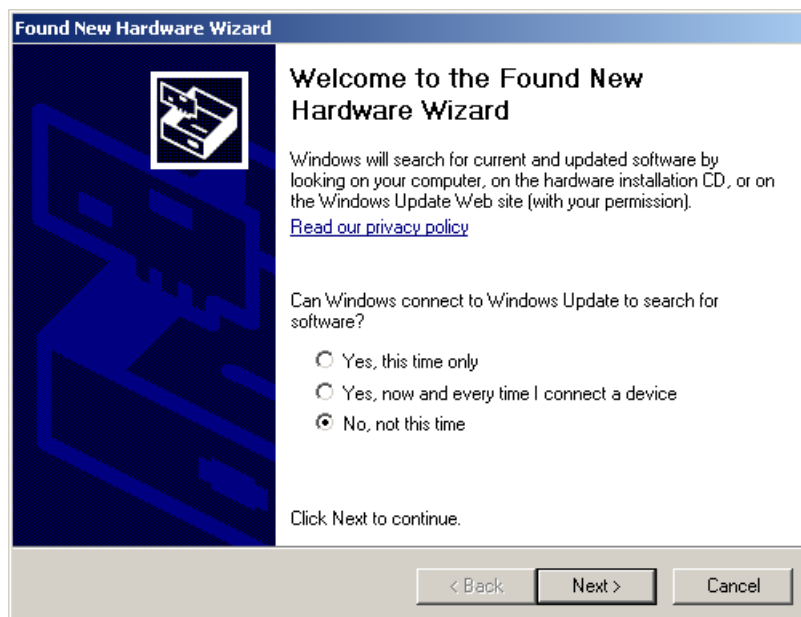 Found New Hardware Wizard
Welcome to the Found New
Hardware Wizard
Windows will search for current and updated software by
looking on your computer, on the hardware installation CD, or on
the Windows Update Web site (with your permission).
Read our privacy policy
Can Windows connect to Windows Update to search for
software?
Yes, this time only
Yes, now and every time I connect a device
No, not this time
Click Next to continue.
< Back
Next >
Cancel